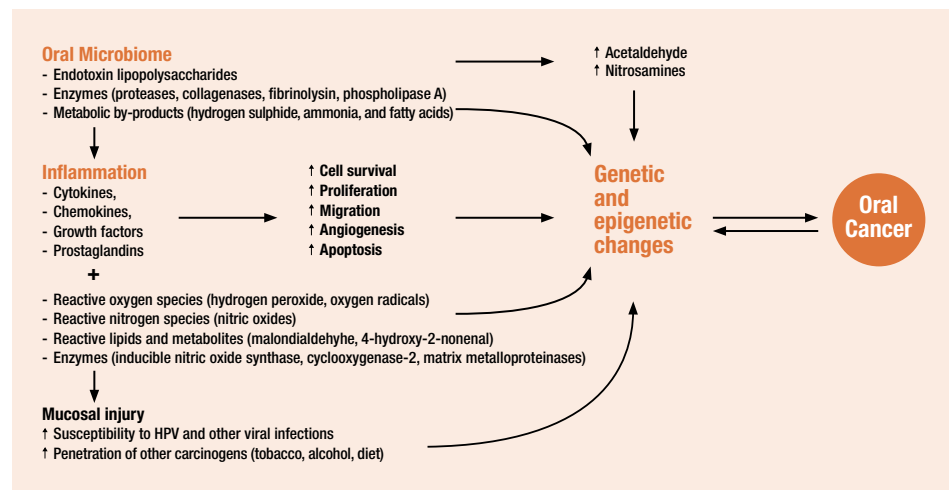 Oral Microbiome
- Endotoxin lipopolysaccharides
- Enzymes (proteases, collagenases, fibrinolysin, phospholipase A)
- Metabolic by-products (hydrogen sulphide, ammonia, and fatty acids)
↑ Acetaldehyde
↑ Nitrosamines
Inflammation
- Cytokines,
- Chemokines,
- Growth factors
- Prostaglandins
+
- Reactive oxygen species (hydrogen peroxide, oxygen radicals)
- Reactive nitrogen species (nitric oxides)
- Reactive lipids and metabolites (malondialdehyhe, 4-hydroxy-2-nonenal)
- Enzymes (inducible nitric oxide synthase, cyclooxygenase-2, matrix metalloproteinases)
↑ Cell survival
↑ Proliferation
↑ Migration
↑ Angiogenesis
↑ Apoptosis
Genetic
and
epigenetic
changes
Oral
Cancer
Mucosal injury
↑ Susceptibility to HPV and other viral infections
↑ Penetration of other carcinogens (tobacco, alcohol, diet)